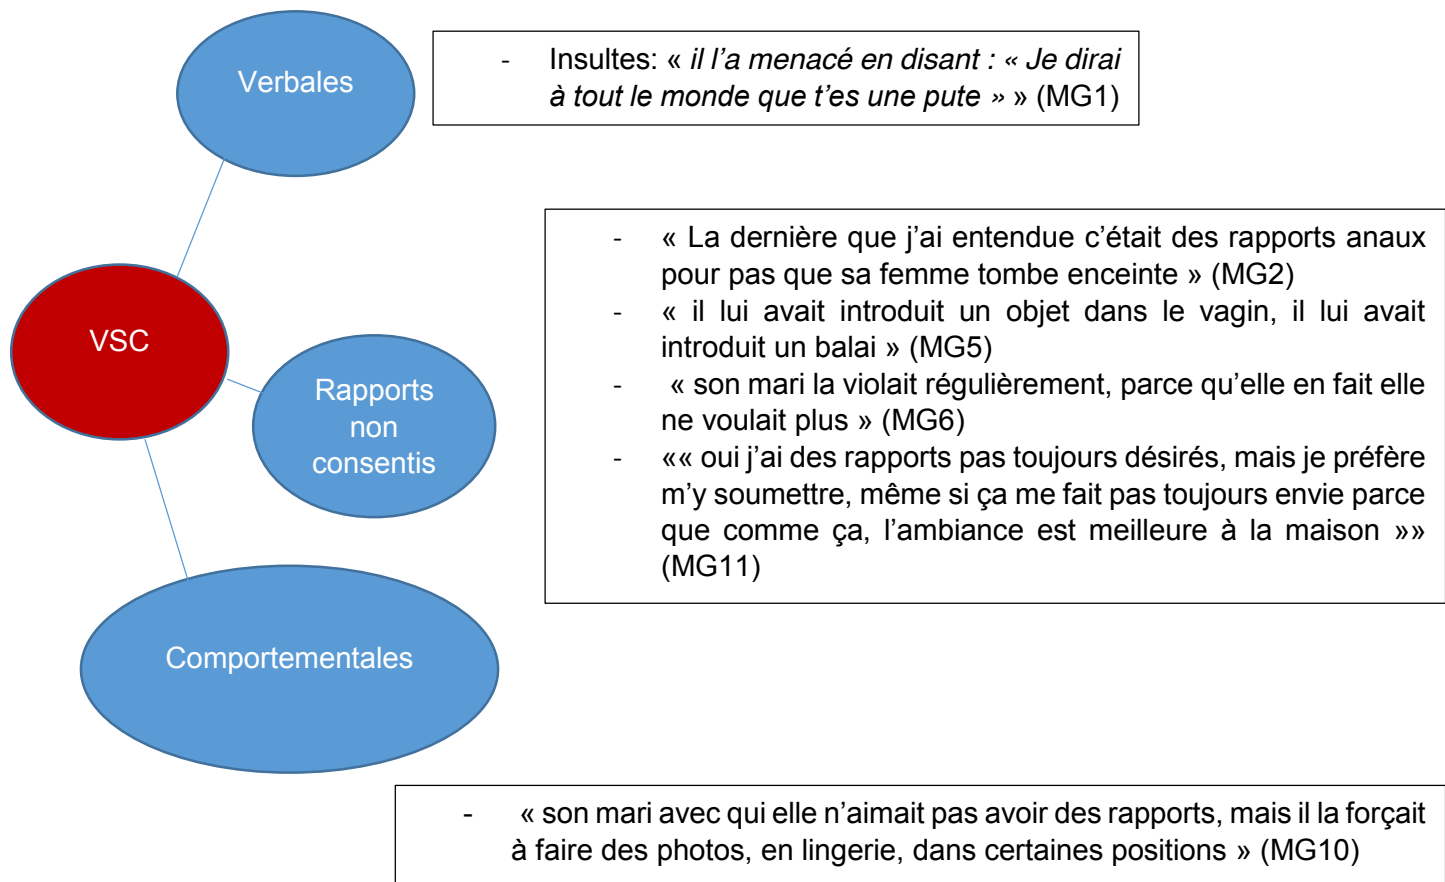 Verbales
- Insultes: « il l’a menacé en disant : « Je dirai
à tout le monde que t’es une pute » » (MG1)
VSC
Rapports
non
consentis
- « La dernière que j’ai entendue c’était des rapports anaux
pour pas que sa femme tombe enceinte » (MG2)
- « il lui avait introduit un objet dans le vagin, il lui avait
introduit un balai » (MG5)
- « son mari la violait régulièrement, parce qu’elle en fait elle
ne voulait plus » (MG6)
- «« oui j’ai des rapports pas toujours désirés, mais je préfère
m’y soumettre, même si ça me fait pas toujours envie parce
que comme ça, l’ambiance est meilleure à la maison »»
(MG11)
Comportementales
- « son mari avec qui elle n’aimait pas avoir des rapports, mais il la forçait
à faire des photos, en lingerie, dans certaines positions » (MG10)